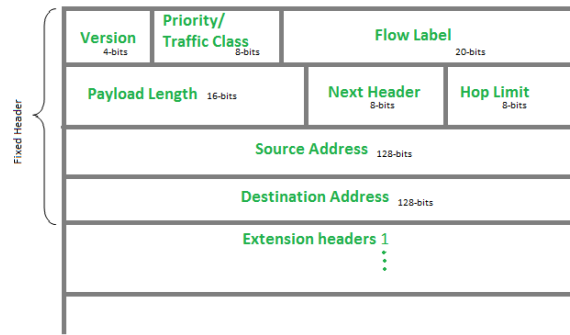 Version
4-bits
Priority/
Traffic Class
8-bits
Flow Label
20-bits
Payload Length 16-bits
Next Header
8-bits
Hop Limit
8-bits
Source Address 128-bits
Destination Address 128-bits
Extension headers 1
Fixed Header